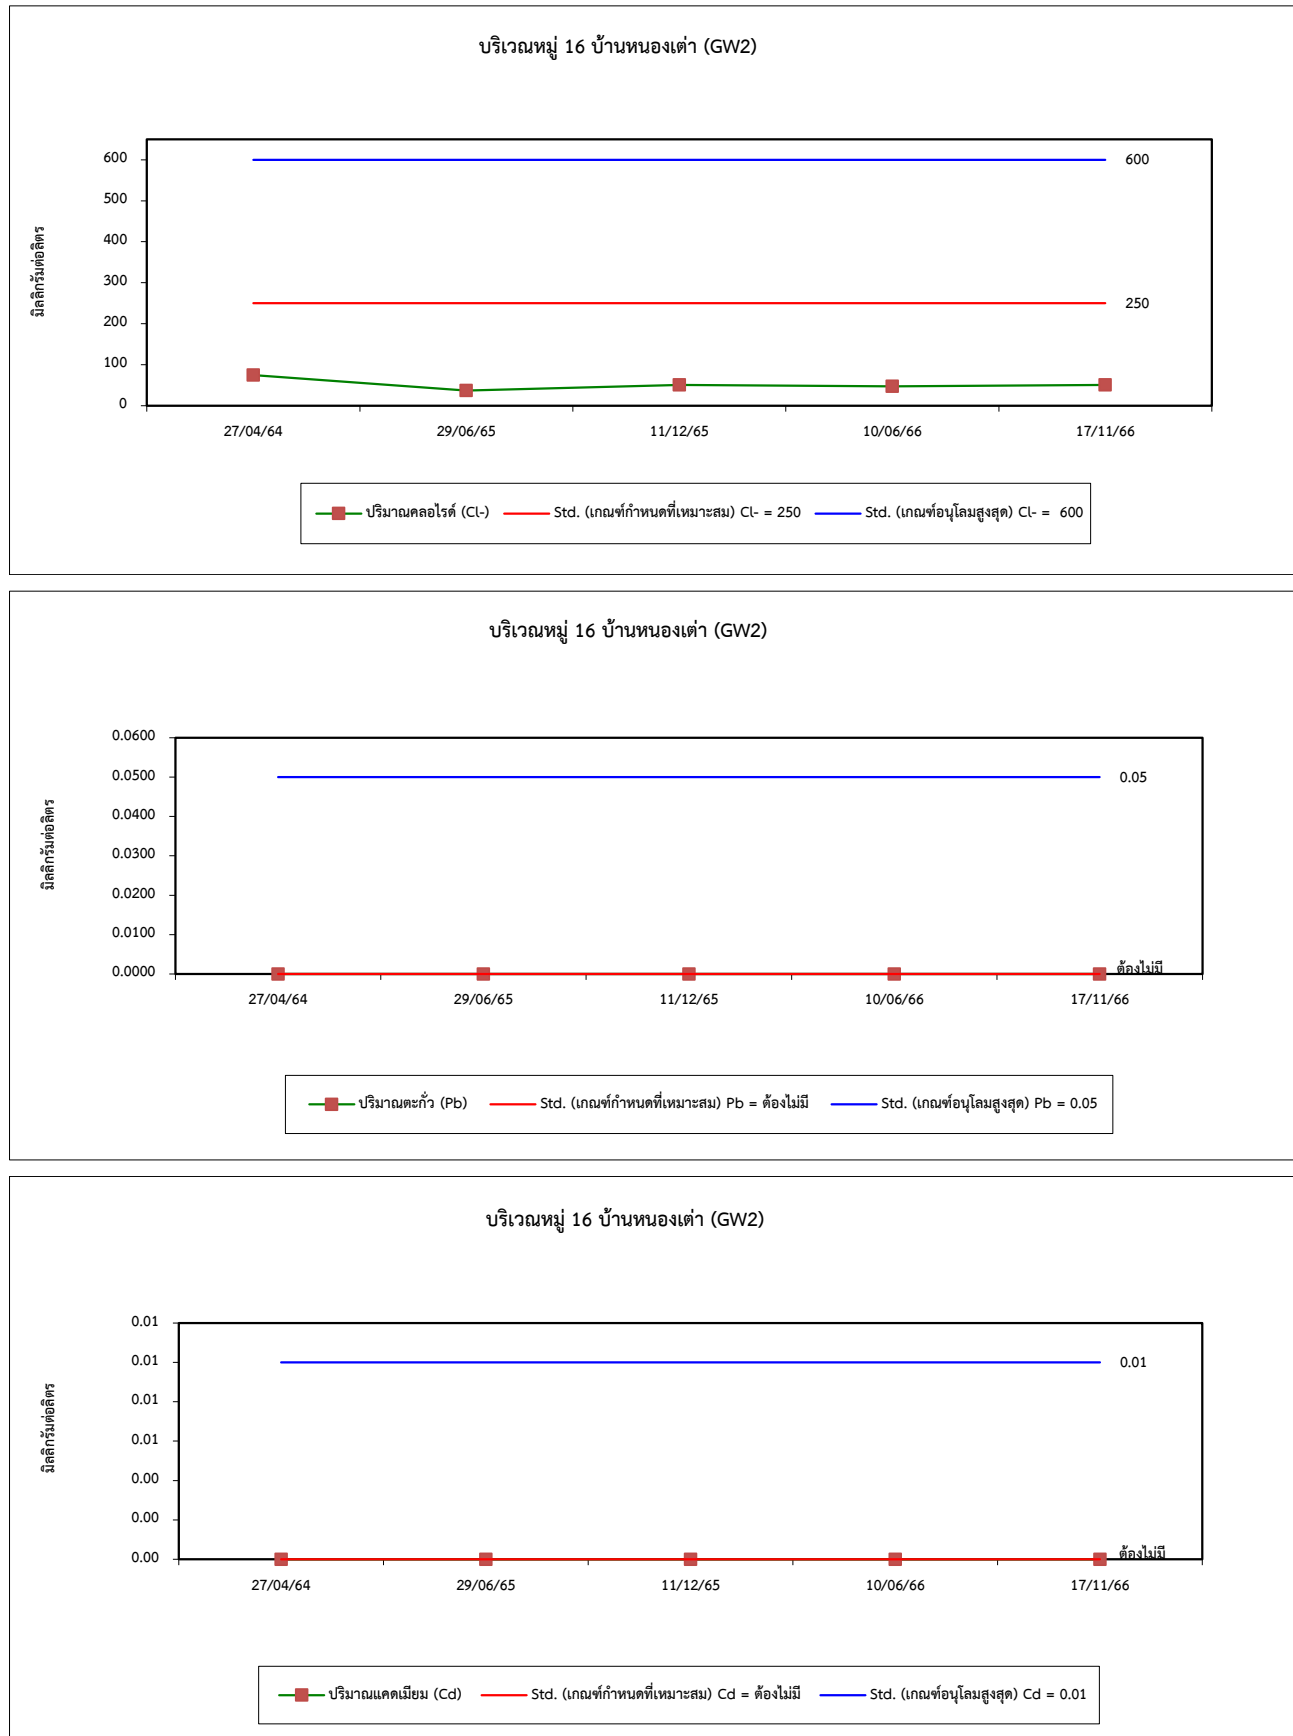 บริเวณหมู่ 16 บ้านหนองเต่า (GW2)
มิลลิกรัมต่อลิตร
600
500
400
300
200
100
0
600
250
27/04/64 29/06/65 11/12/65 10/06/66 17/11/66
ปริมาณคลอไรด์ (Cl-) Std. (เกณฑ์กำหนดที่เหมาะสม) Cl- = 250 Std. (เกณฑ์อนุโลมสูงสุด) Cl- = 600
บริเวณหมู่ 16 บ้านหนองเต่า (GW2)
มิลลิกรัมต่อลิตร
0.0600
0.0500
0.0400
0.0300
0.0200
0.0100
0.0000
0.05
ต้องไม่มี
27/04/64 29/06/65 11/12/65 10/06/66 17/11/66
ปริมาณตะกั่ว (Pb) Std. (เกณฑ์กำหนดที่เหมาะสม) Pb = ต้องไม่มี Std. (เกณฑ์อนุโลมสูงสุด) Pb = 0.05
บริเวณหมู่ 16 บ้านหนองเต่า (GW2)
มิลลิกรัมต่อลิตร
0.01
0.01
0.01
0.01
0.00
0.00
0.00
0.01
ต้องไม่มี
27/04/64 29/06/65 11/12/65 10/06/66 17/11/66
ปริมาณแคดเมียม (Cd) Std. (เกณฑ์กำหนดที่เหมาะสม) Cd = ต้องไม่มี Std. (เกณฑ์อนุโลมสูงสุด) Cd = 0.01